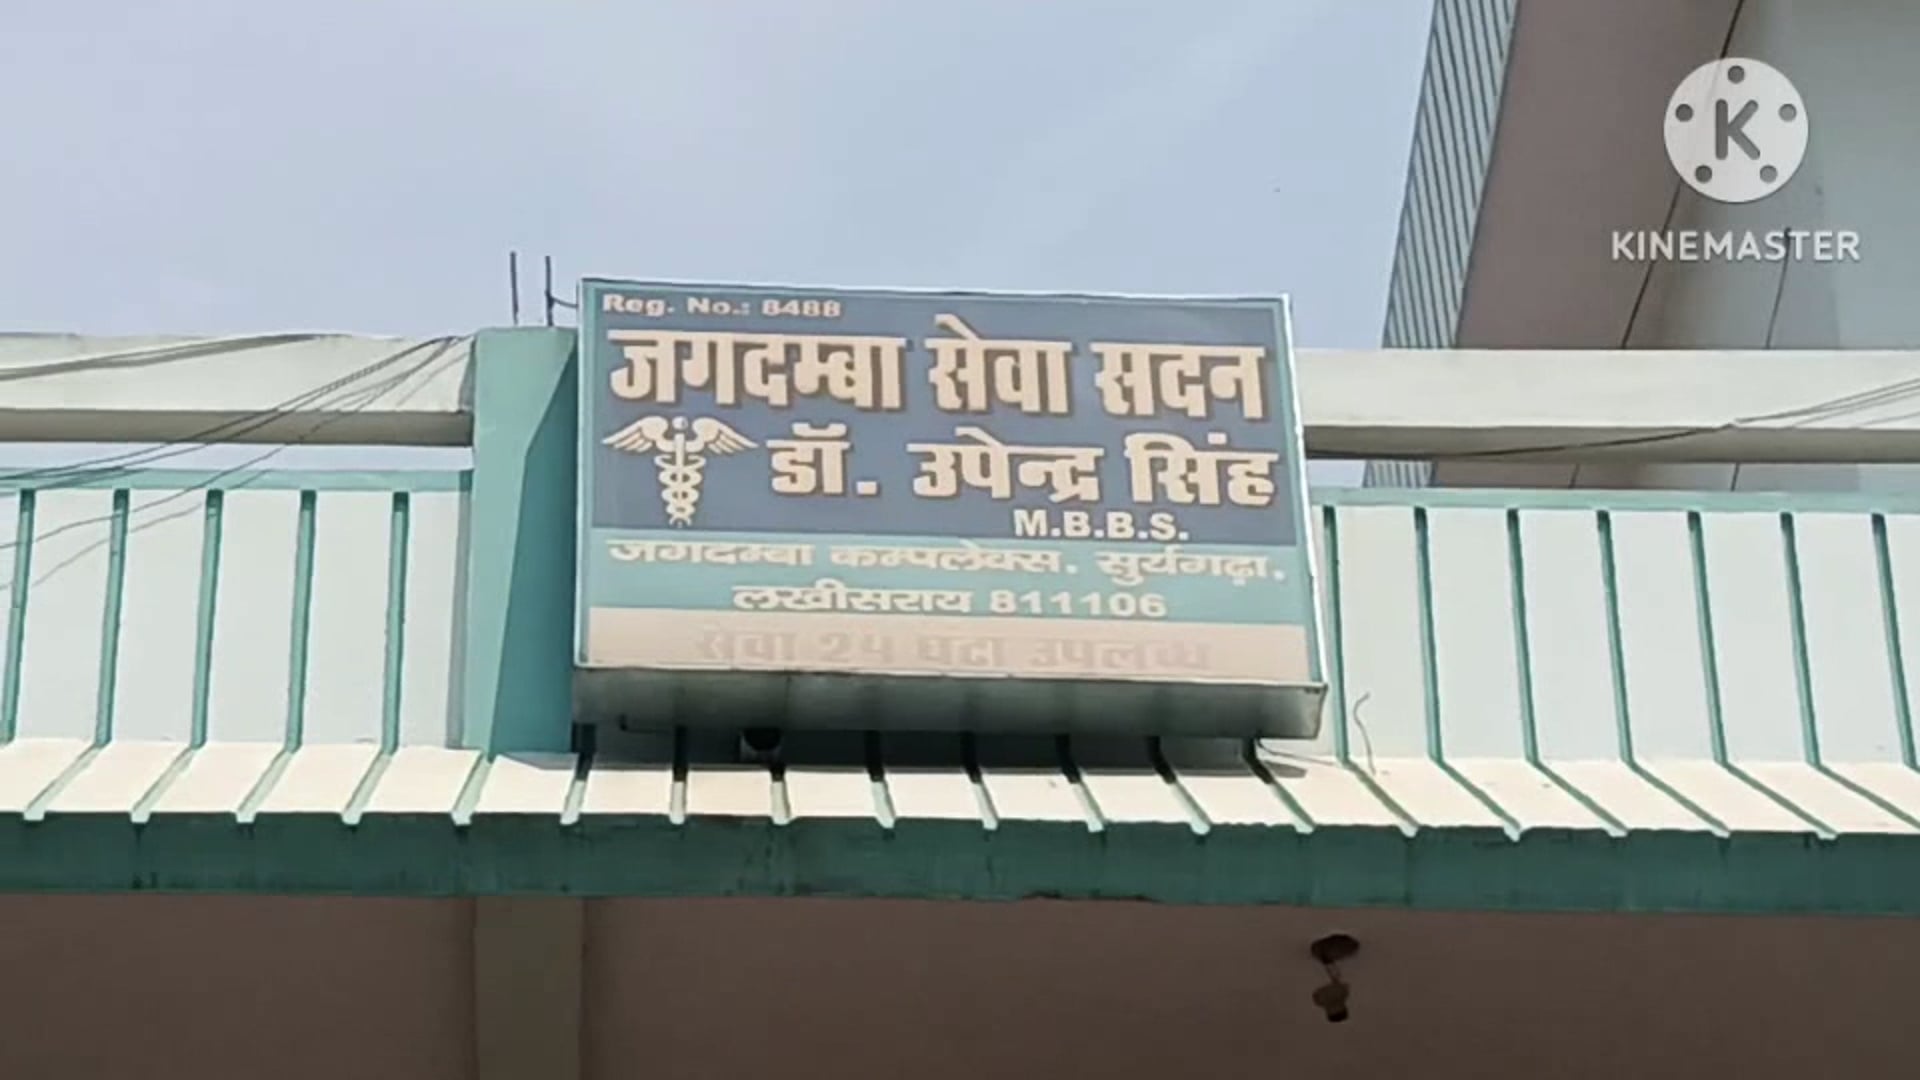 Reg. No.: 8488
जगदम्बा सेवा सदन
डॉ. उपेन्द्र सिंह
M.B.B.S.
जगदम्बा कम्पलेक्स, सुर्यगढ़ा,
लखीसराय 811106
सेवा 24 घंटा उपलब्ध
K
KINEMASTER